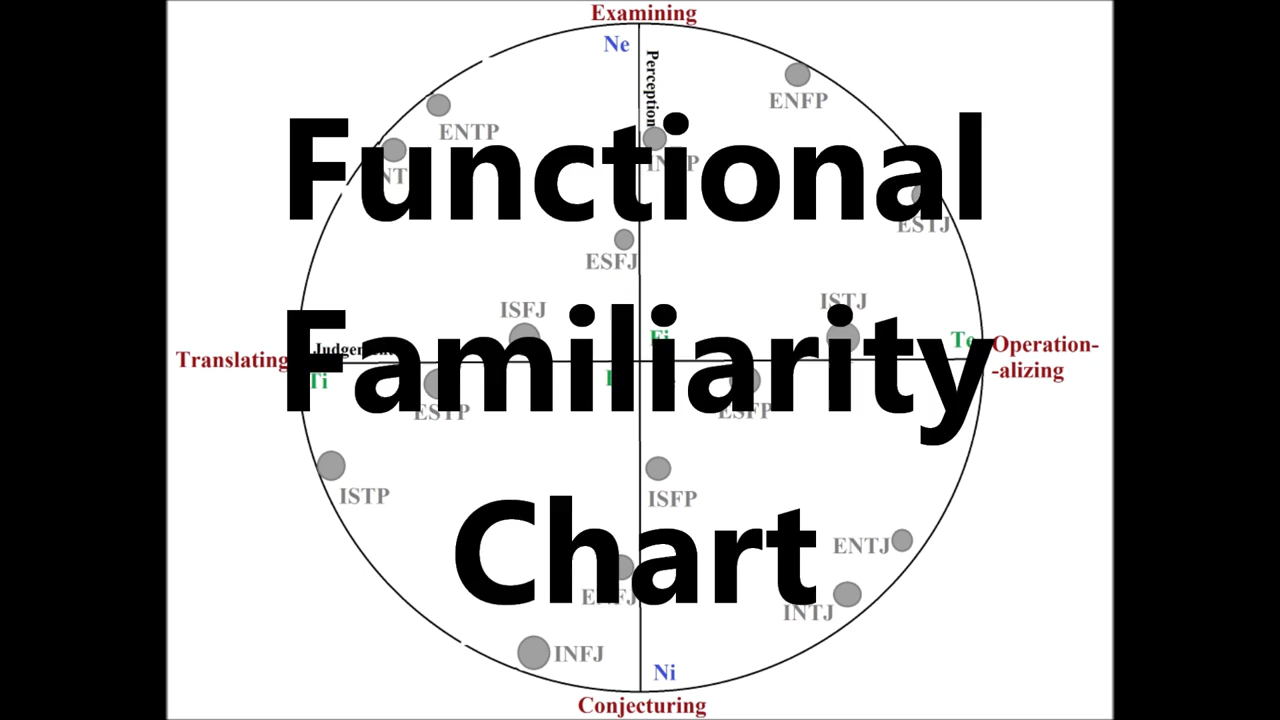 Examining
Ne
Perception
ENFP
ENTP
Functional
ESTJ
ESFJ
ISFJ
ISTJ
Familiarity
Translating
Te
Operation-
-alizing
Ti
ESTP
ESFP
ISTP
ISFP
Chart
ENTJ
INTJ
INFJ
Ni
Conjecturing